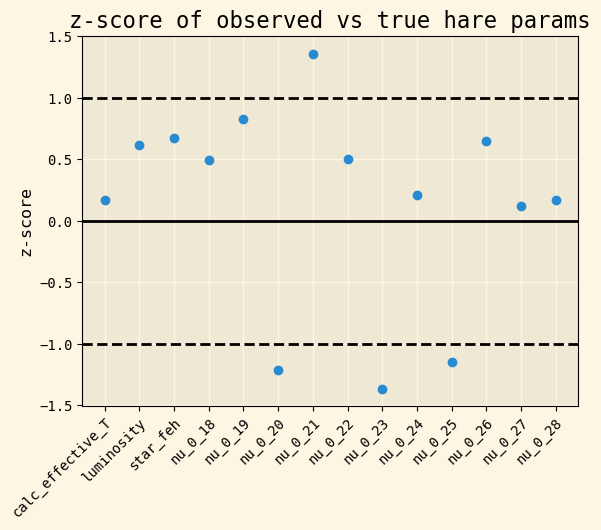 z-score of observed vs true hare params
1.5
1.0
0.5
0.0
−0.5
−1.0
−1.5
z-score
calc_effective_T
luminosity
star_feh
nu_0_18
nu_0_19
nu_0_20
nu_0_21
nu_0_22
nu_0_23
nu_0_24
nu_0_25
nu_0_26
nu_0_27
nu_0_28